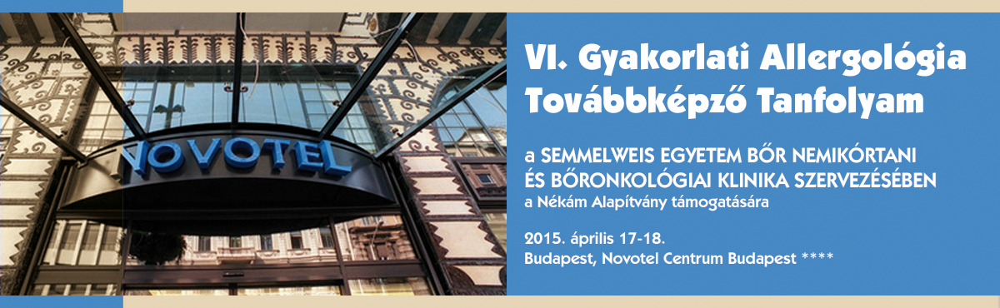 NOVOTEL
VI. Gyakorlati Allergológia
Továbbképző Tanfolyam
a SEMMELWEIS EGYETEM BŐR NEMIKÓRTANI
ÉS BŐRONKOLÓGIAI KLINIKA SZERVEZÉSÉBEN
a Nékám Alapítvány támogatására
2015. április 17-18.
Budapest, Novotel Centrum Budapest ****